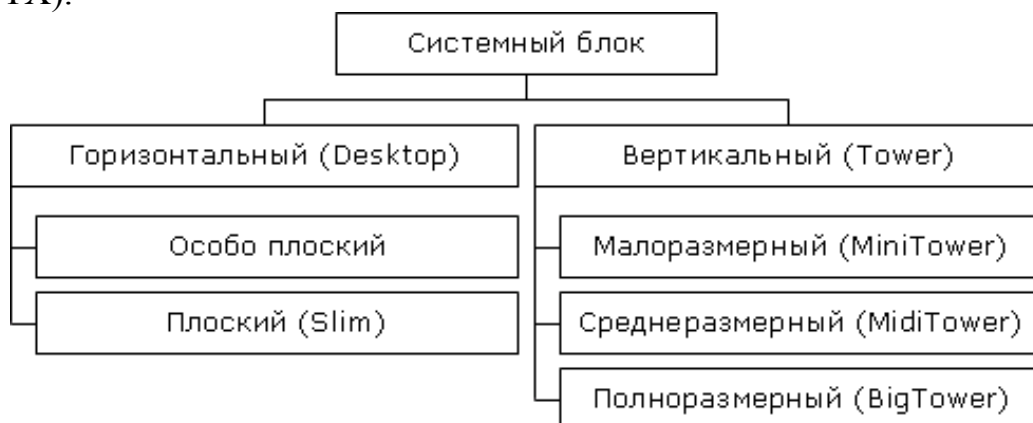 Системный блок
Горизонтальный (Desktop)
Особо плоский
Плоский (Slim)
Вертикальный (Tower)
Малоразмерный (MiniTower)
Среднеразмерный (MidiTower)
Полноразмерный (BigTower)